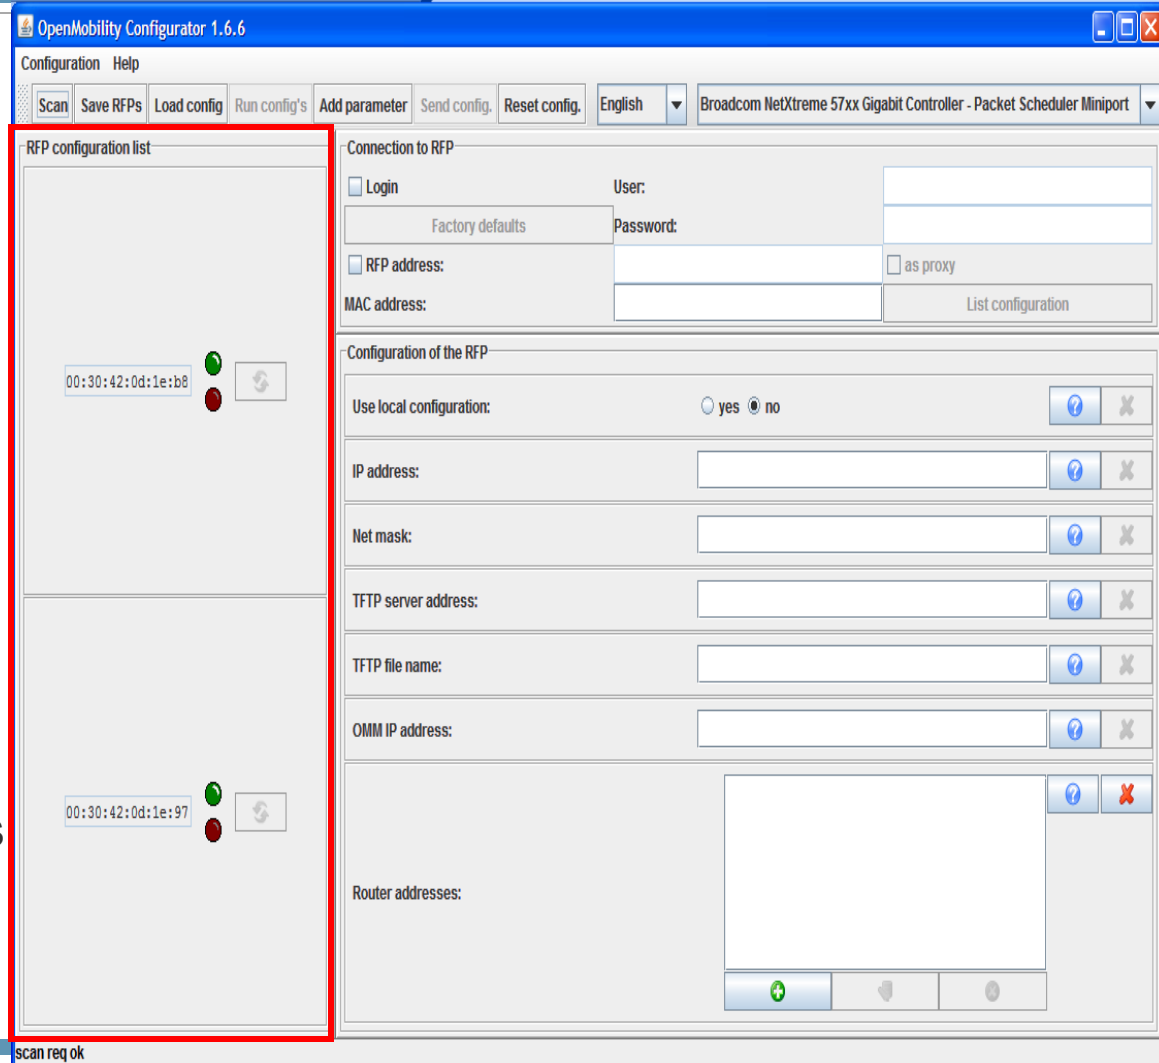 OpenMobility Configurator 1.6.6
Configuration Help
Scan Save RFPs Load config Run config's Add parameter Send config. Reset config. English Broadcom NetXtreme 57xx Gigabit Controller - Packet Scheduler Miniport
RFP configuration list
00:30:42:0d:1e:b8
00:30:42:0d:1e:97
s
Connection to RFP
Login User:
Factory defaults Password:
RFP address: as proxy
MAC address: List configuration
Configuration of the RFP
Use local configuration: yes no
IP address:
Net mask:
TFTP server address:
TFTP file name:
OMM IP address:
Router addresses:
scan req ok